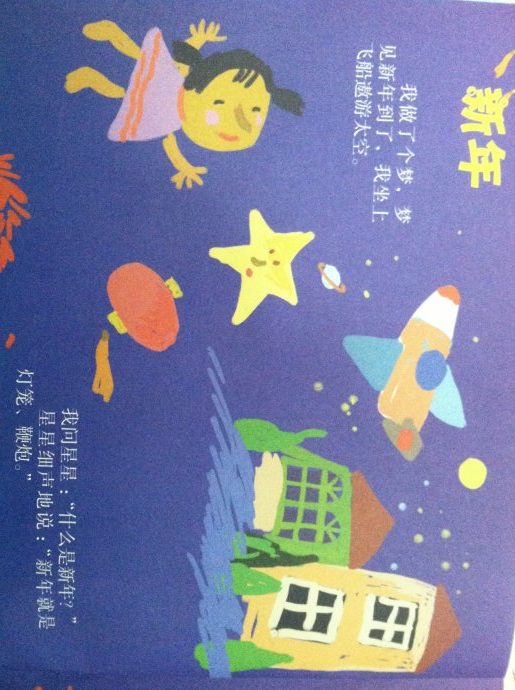 新年
我做了个梦，梦
见新年到了，我坐上
飞船遨游太空。
我问星星：“什么是新年？”
星星细声地说：“新年就是
灯笼、鞭炮。”